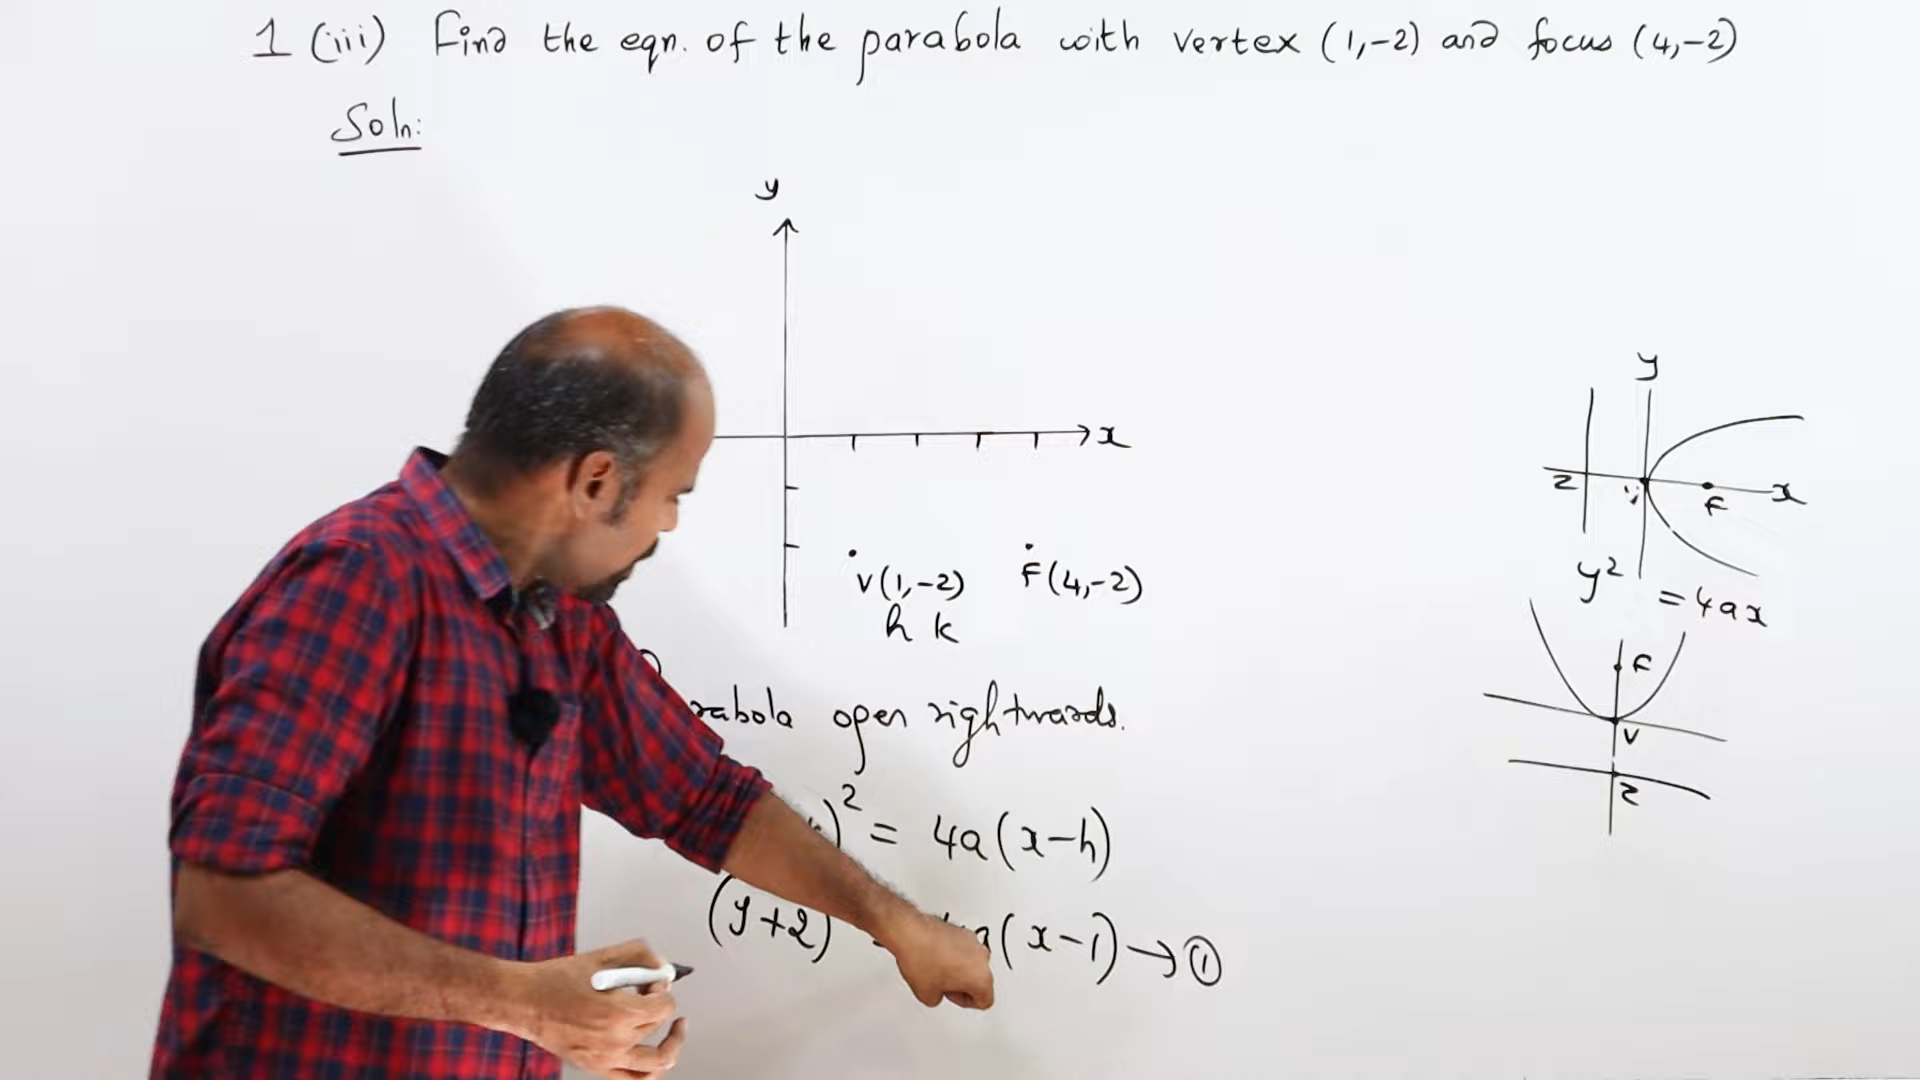 1 (iii) Find the eqn. of the parabola with vertex (1,-2) and focus (4,-2)
Soln:
y
x
V(1,-2) F(4,-2)
h k
open rightwards.
)² = 4a(x-h)
(y+2) (x-1) → ①
y
Z V F x
y² = 4ax
F
V
Z